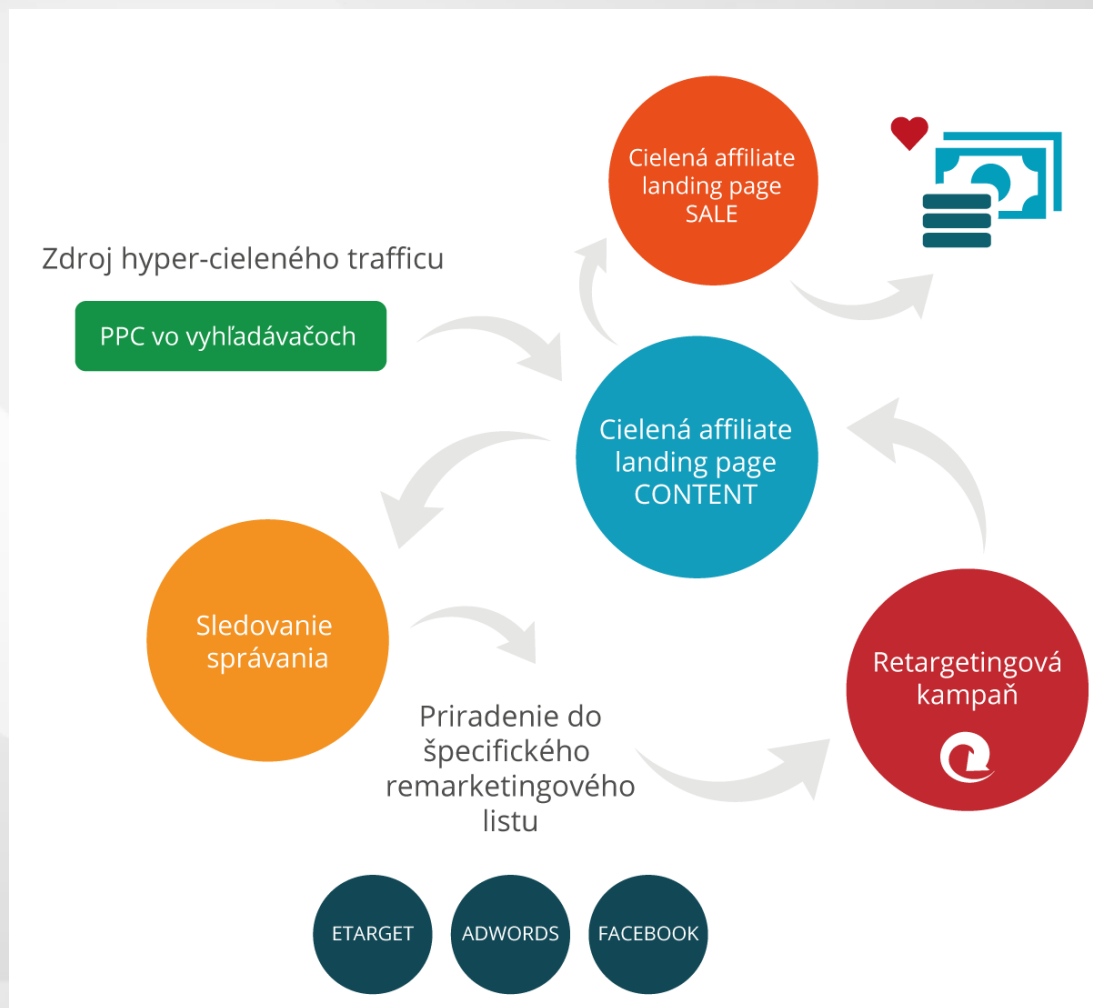 Cielená affiliate
landing page
SALE
Zdroj hyper-cieleného trafficu
PPC vo vyhľadávačoch
Cielená affiliate
landing page
CONTENT
Sledovanie
správania
Retargetingová
kampaň
Priradenie do
špecifického
remarketingového
listu
ETARGET
ADWORDS
FACEBOOK